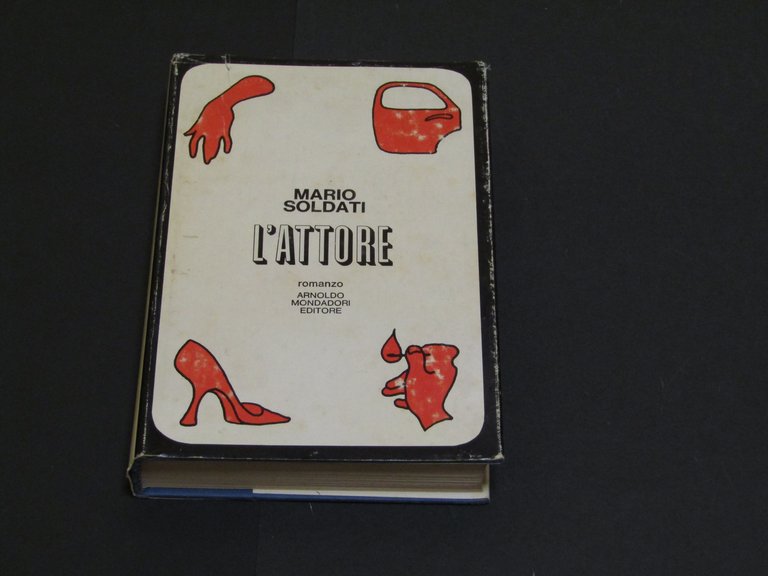 MARIO
SOLDATI
L'ATTORE
romanzo
ARNOLDO
MONDADORI
EDITORE